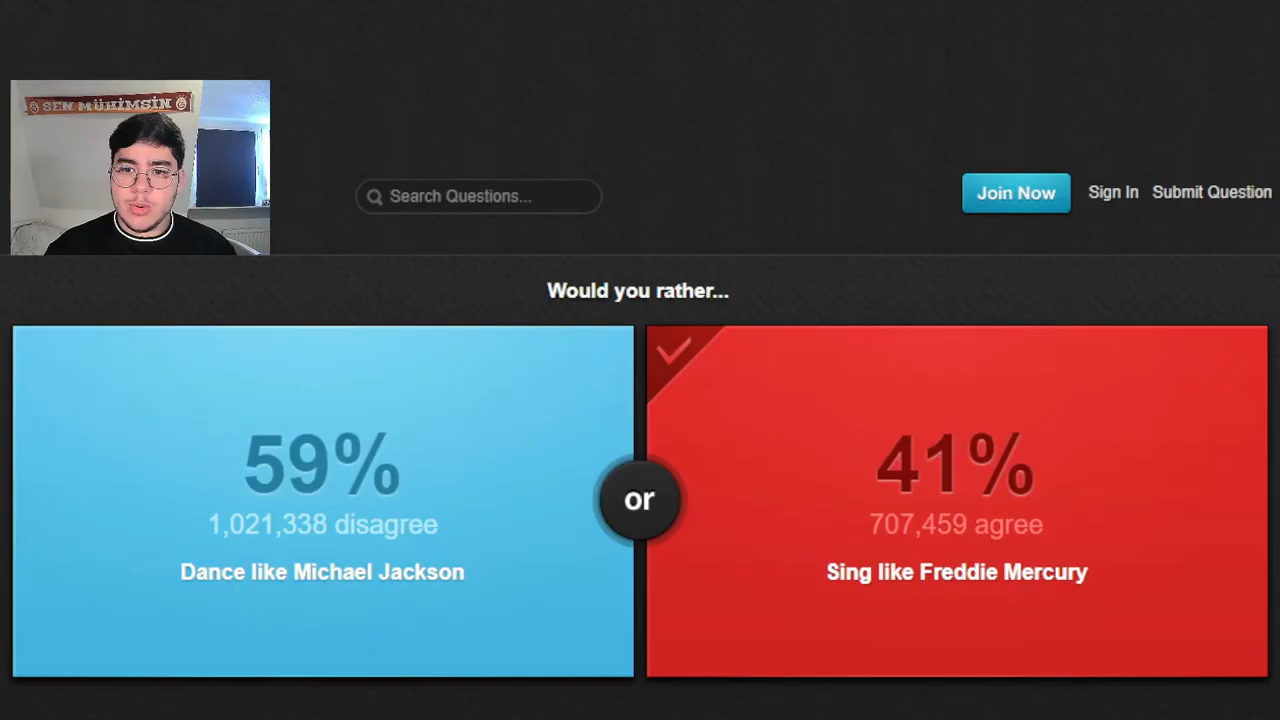 SEN MÜHİMSİN
Search Questions...
Join Now
Sign In
Submit Question
Would you rather...
59%
1,021,338 disagree
Dance like Michael Jackson
or
41%
707,459 agree
Sing like Freddie Mercury